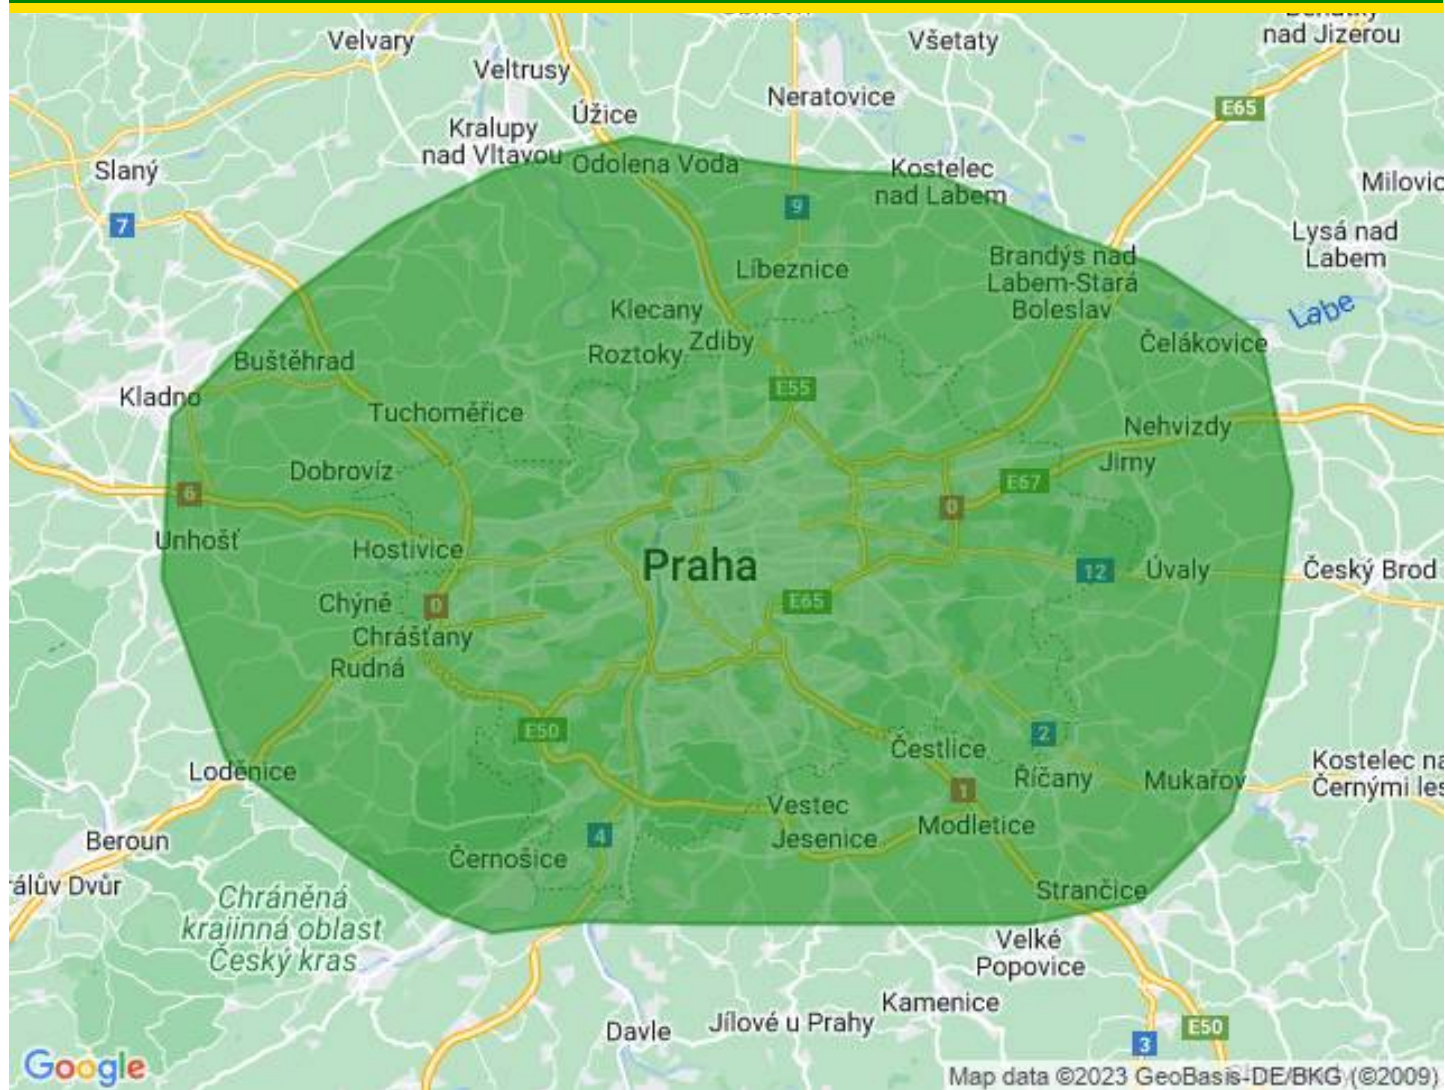 Benátky
nad Jizerou
Velvary
Všetaty
Veltrusy
Neratovice
E65
Úžice
Kralupy
nad Vltavou
Odolena Voda
Slaný
Kostelec
nad Labem
Milovic
9
7
Lysá nad
Labem
Brandýs nad
Labem-Stará
Boleslav
Líbeznice
Labe
Klecany
Zdiby
Roztoky
Čelákovice
Buštěhrad
E55
Kladno
Tuchoměřice
Nehvizdy
Jirny
Dobrovíz
E67
6
0
Unhošť
Hostivice
Praha
12
Úvaly
Český Brod
Chýně
0
E65
Chrášťany
Rudná
E50
2
Čestlice
Loděnice
Říčany
Mukařov
Kostelec na
Černými les
1
Vestec
Modletice
4
Jesenice
Beroun
Černošice
rálův Dvůr
Strančice
Chráněná
krajinná oblast
Český kras
Velké
Popovice
Kamenice
Davle
Jílové u Prahy
E50
3
Google
Map data ©2023 GeoBasis-DE/BKG (©2009)